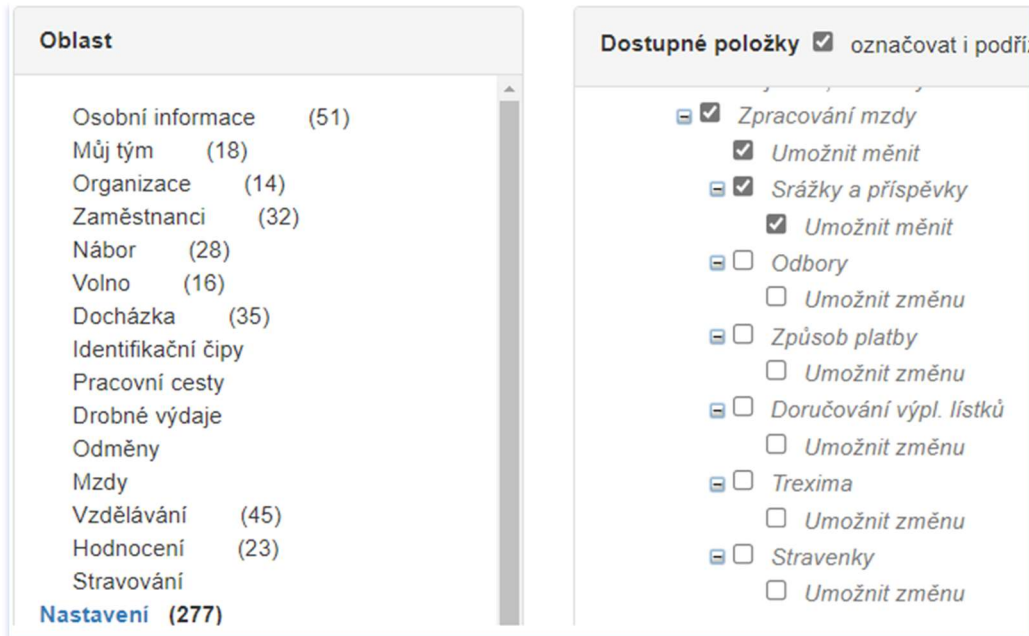 Oblast
Osobní informace (51)
Můj tým (18)
Organizace (14)
Zaměstnanci (32)
Nábor (28)
Volno (16)
Docházka (35)
Identifikační čipy
Pracovní cesty
Drobné výdaje
Odměny
Mzdy
Vzdělávání (45)
Hodnocení (23)
Stravování
Nastavení (277)
Dostupné položky označovat i podří
Zpracování mzdy
Umožnit měnit
Srážky a příspěvky
Umožnit měnit
Odbory
Umožnit změnu
Způsob platby
Umožnit změnu
Doručování výpl. lístků
Umožnit změnu
Trexima
Umožnit změnu
Stravenky
Umožnit změnu